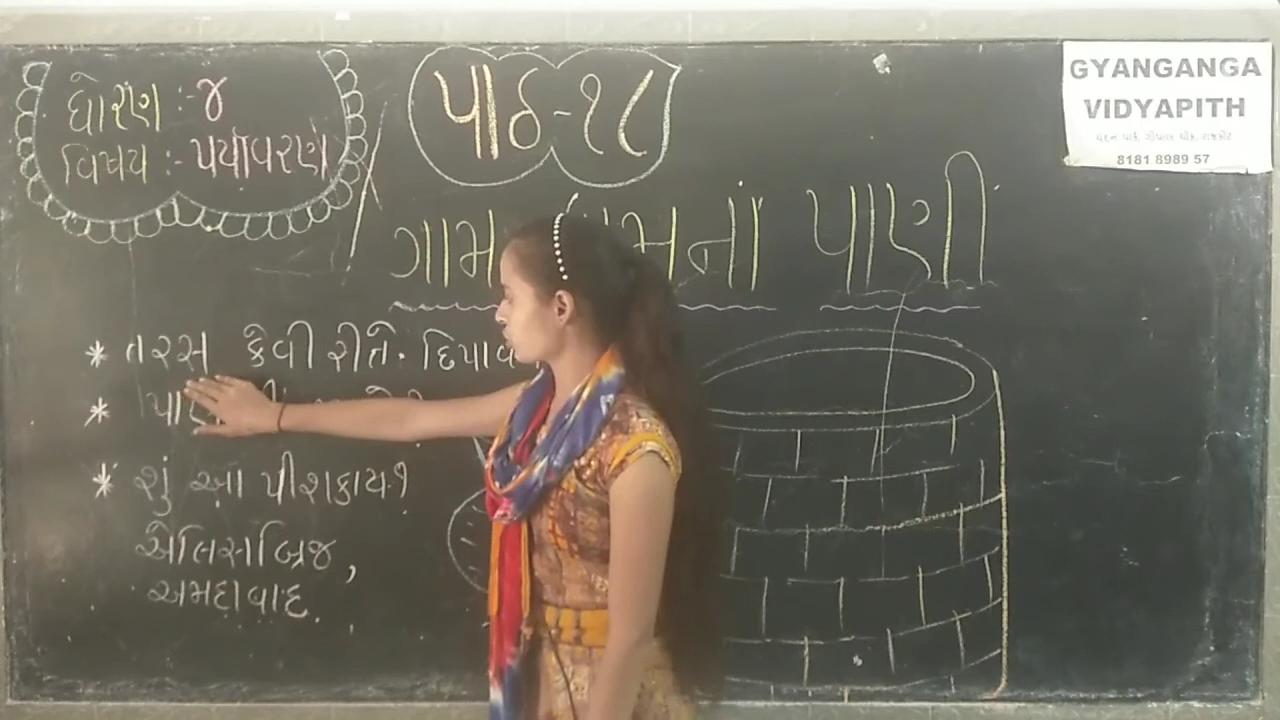 ધોરણ :- ૪
વિષય :- પર્યાવરણ
પાઠ-૧૮
GYANGANGA
VIDYAPITH
8181 8989 57
પાણી
* તરસ કેવી રીતે. છિપાવ
*
* શું આ પીશકાય?
એલિસબ્રિજ,
અમદાવાદ.